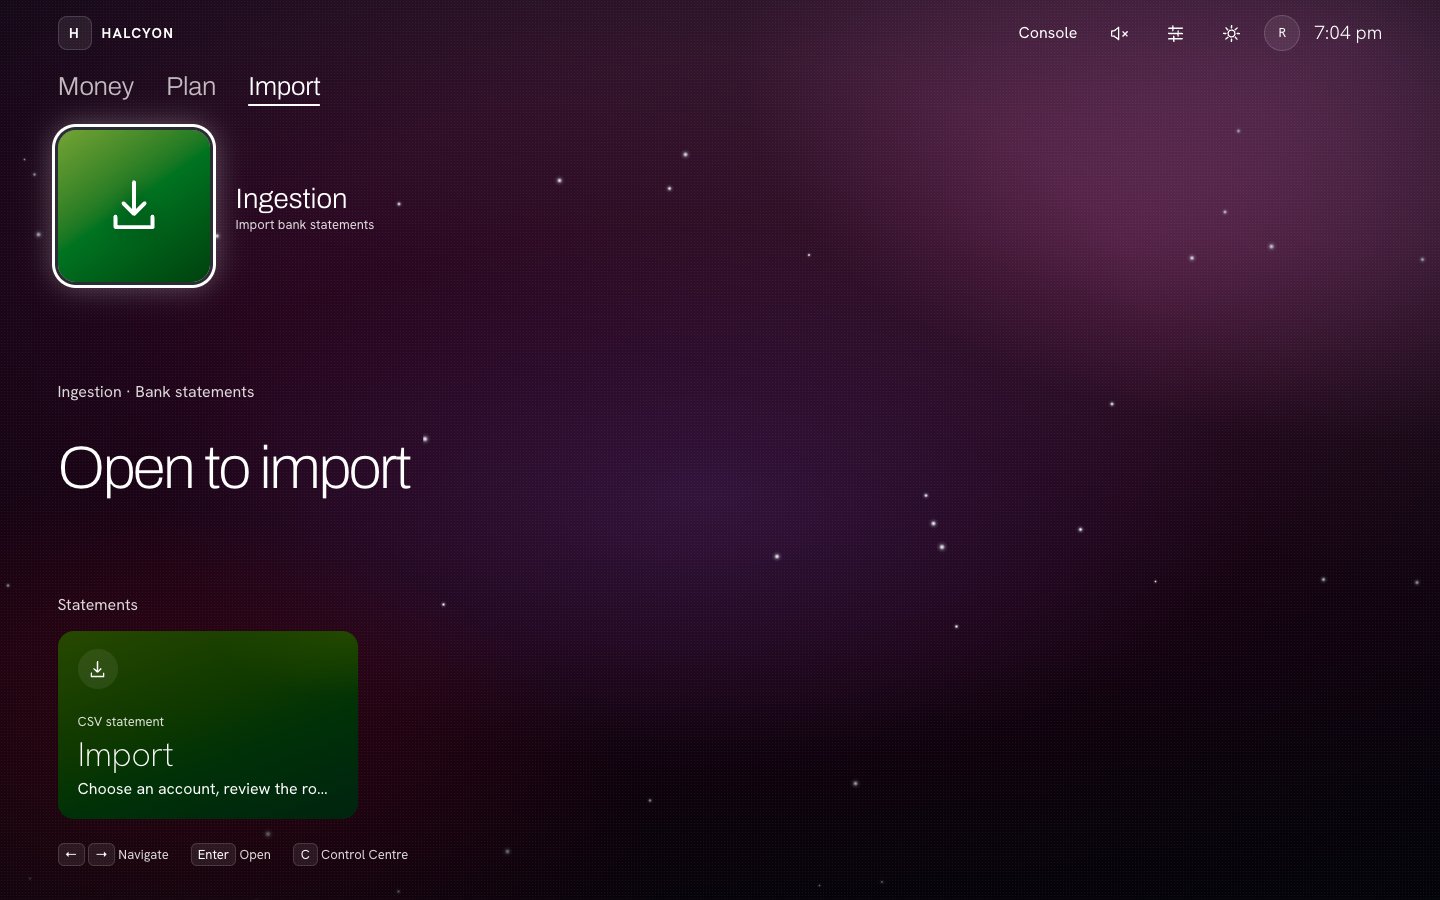 H HALCYON
Console
R
7:04 pm
Money Plan Import
Ingestion
Import bank statements
Ingestion · Bank statements
Open to import
Statements
CSV statement
Import
Choose an account, review the ro...
← → Navigate Enter Open C Control Centre